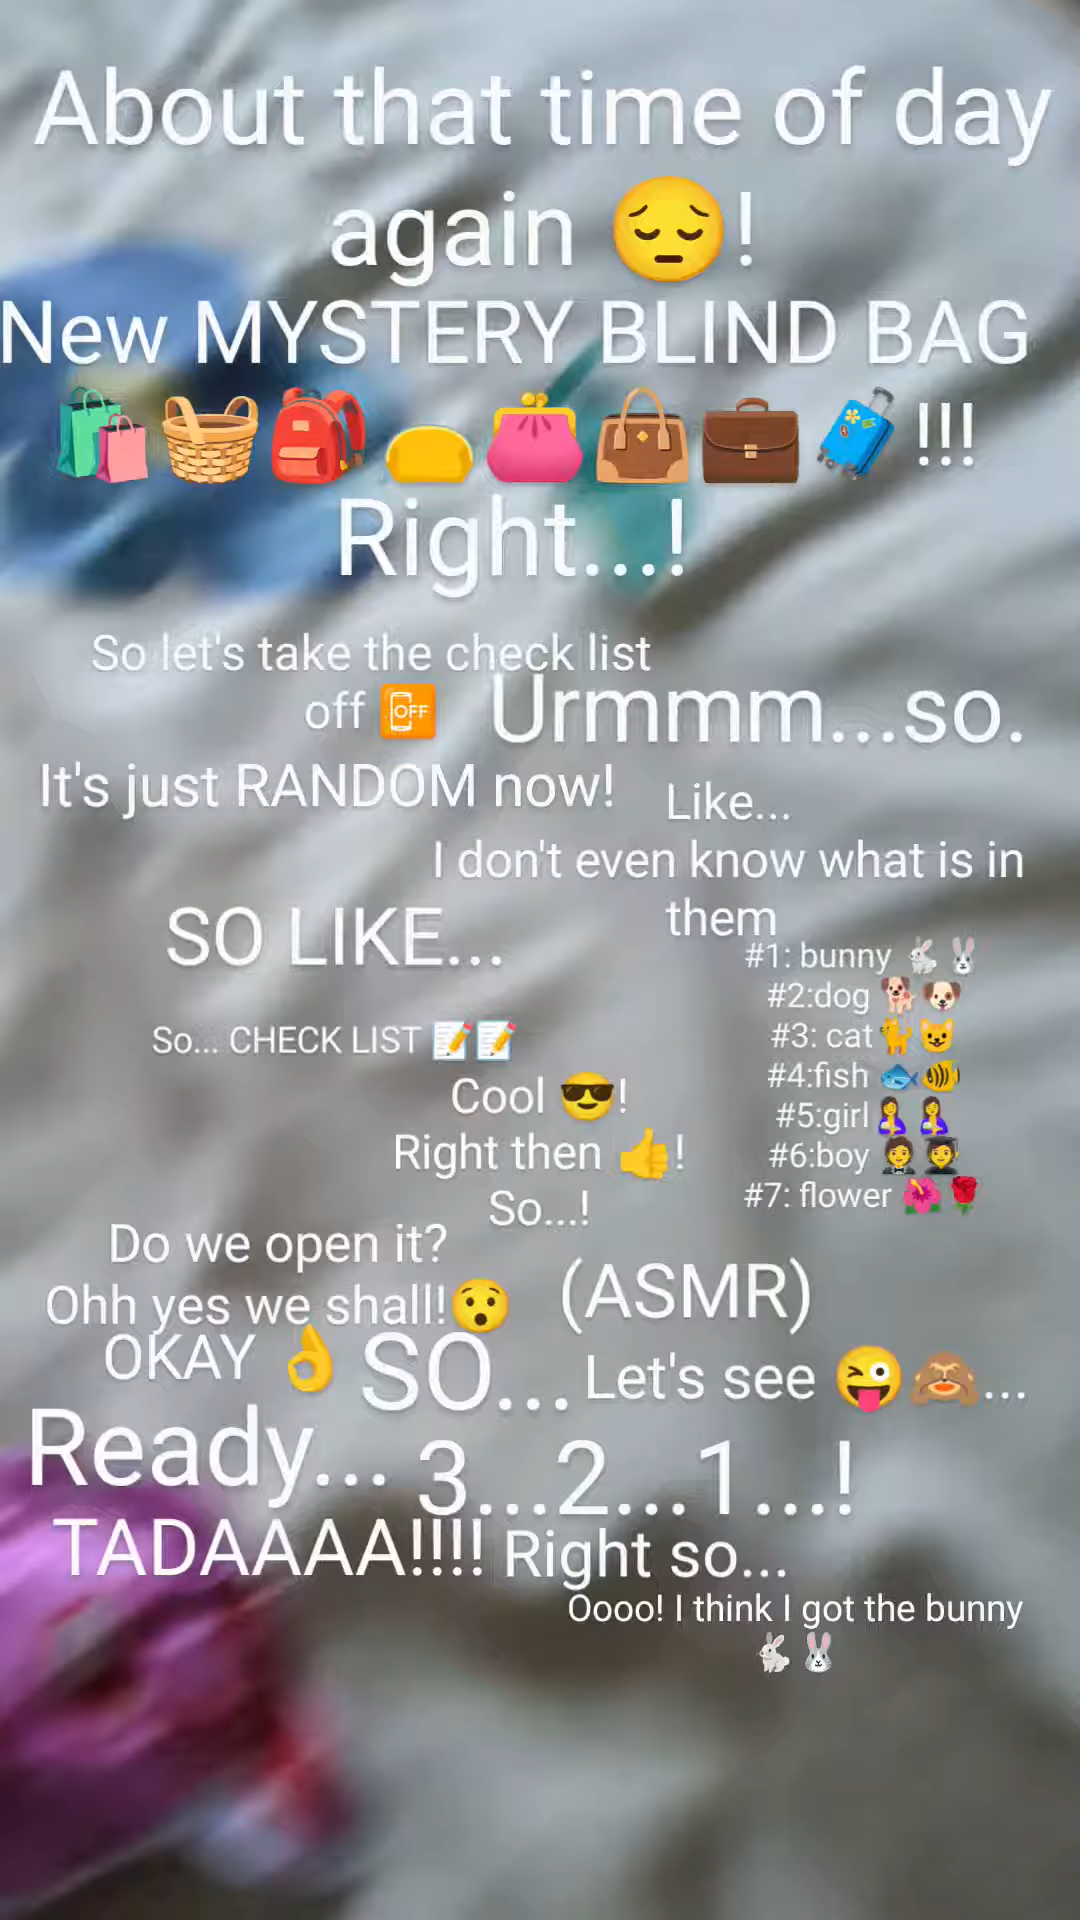 About that time of day
again 😔!
New MYSTERY BLIND BAG
🛍️🧺🎒👝👛👜💼🧳!!!
Right...!
So let's take the check list
off 📴
Urmmm...so.
It's just RANDOM now!
Like...
I don't even know what is in
them
SO LIKE...
#1: bunny 🐇🐰
#2:dog 🐕🐶
#3: cat🐈😺
#4:fish 🐟🐠
#5:girl🤱🤱
#6:boy 🤵🧑‍🎓
#7: flower 🌺🌹
So... CHECK LIST 📝📝
Cool 😎!
Right then 👍!
So...!
Do we open it?
Ohh yes we shall!😯
(ASMR)
OKAY 👌
SO...
Let's see 😜🙈...
Ready...
3...2...1...!
TADAAAA!!!!
Right so...
Oooo! I think I got the bunny
🐇🐰